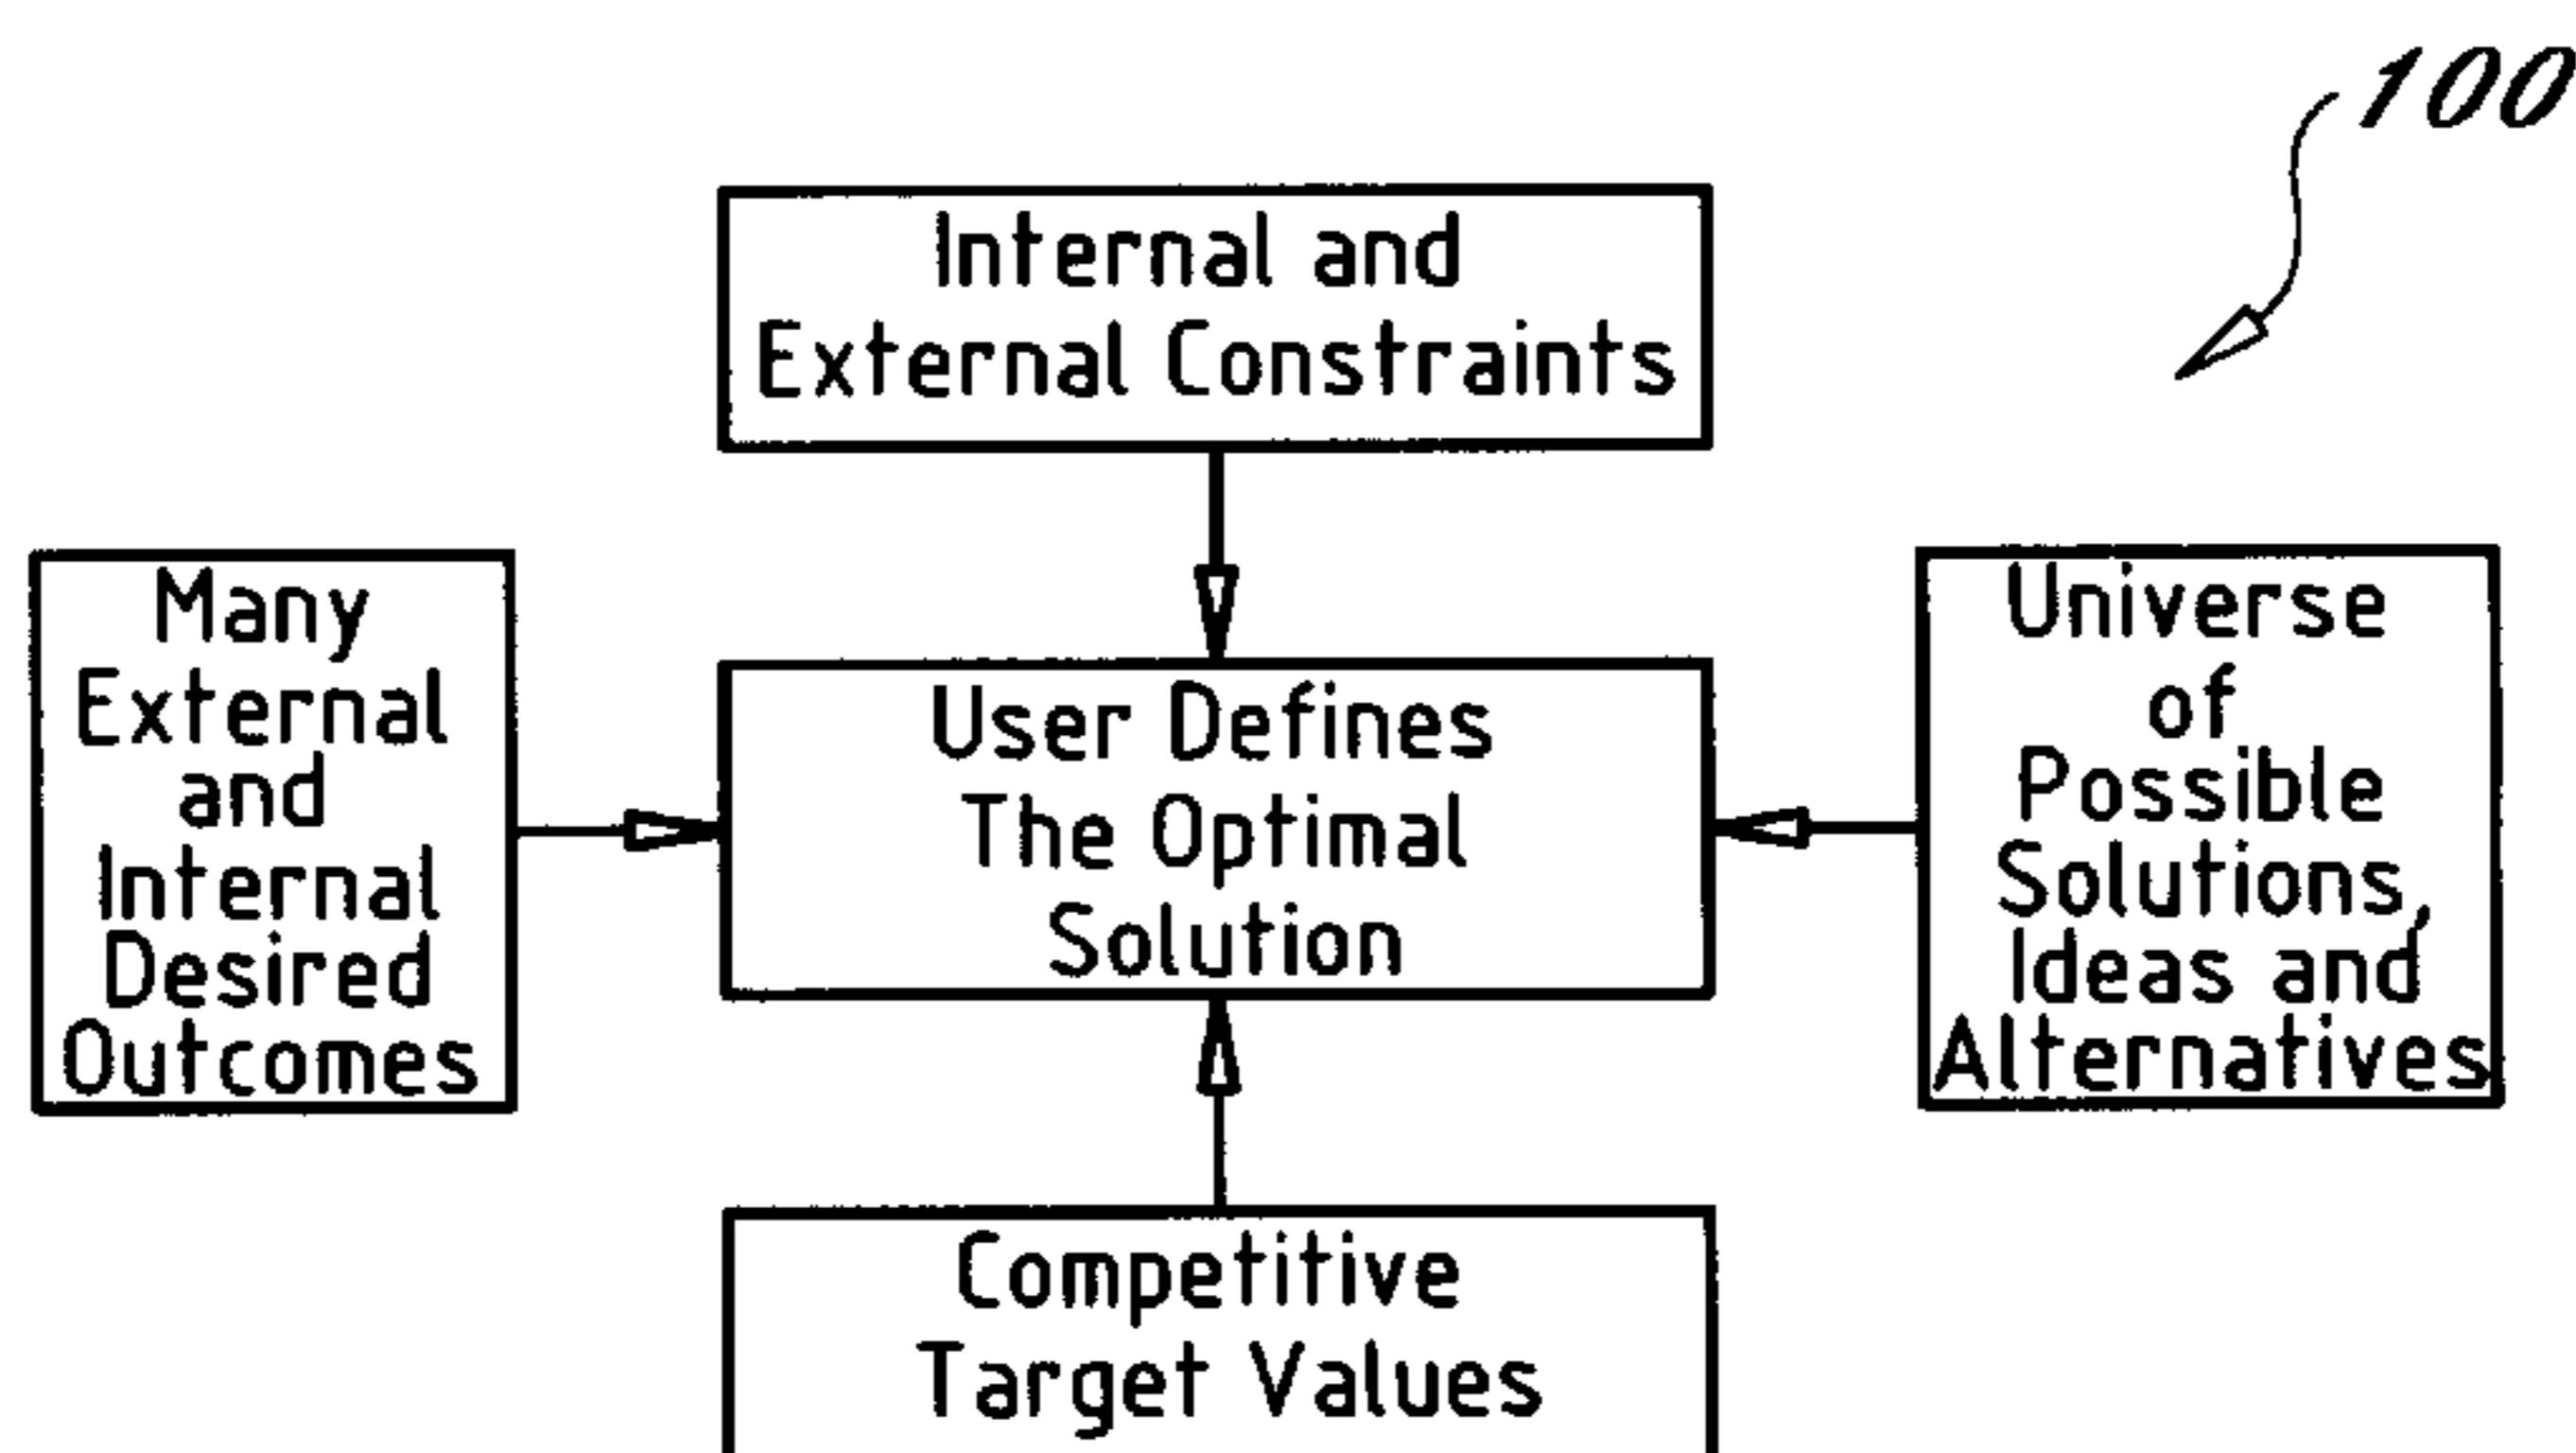 100
Internal and
External Constraints
Many
External
and
Internal
Desired
Outcomes
User Defines
The Optimal
Solution
Universe
of
Possible
Solutions,
Ideas and
Alternatives
Competitive
Target Values